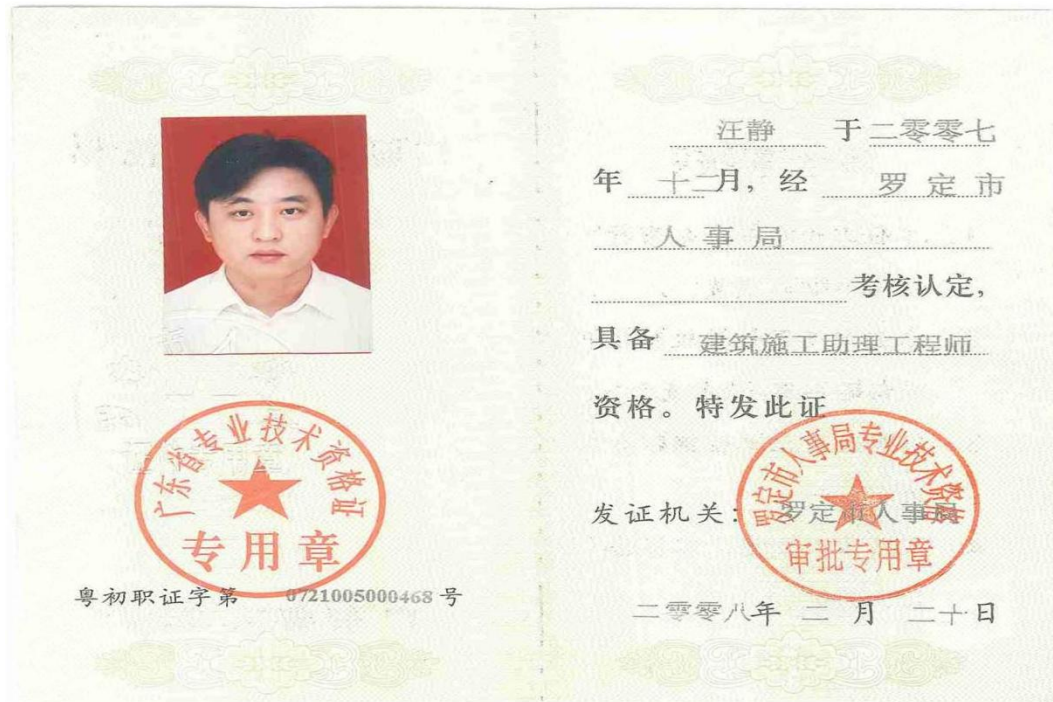 广东省专业技术资格证
专用章
粤初职证字第 0721005000468 号
汪静 于二零零七
年 十二月，经 罗定市
人事局
考核认定，
具备 建筑施工助理工程师
资格。特发此证
罗定市人事局专业技术资格
审批专用章
发证机关：罗定市人事局
二零零八年 二 月 二十日